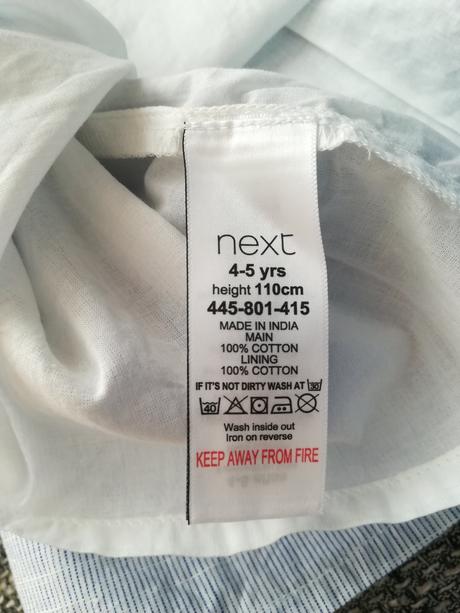 next
4-5 yrs
height 110cm
445-801-415
MADE IN INDIA
MAIN
100% COTTON
LINING
100% COTTON
IF IT'S NOT DIRTY WASH AT 30
40
Wash inside out
Iron on reverse
KEEP AWAY FROM FIRE